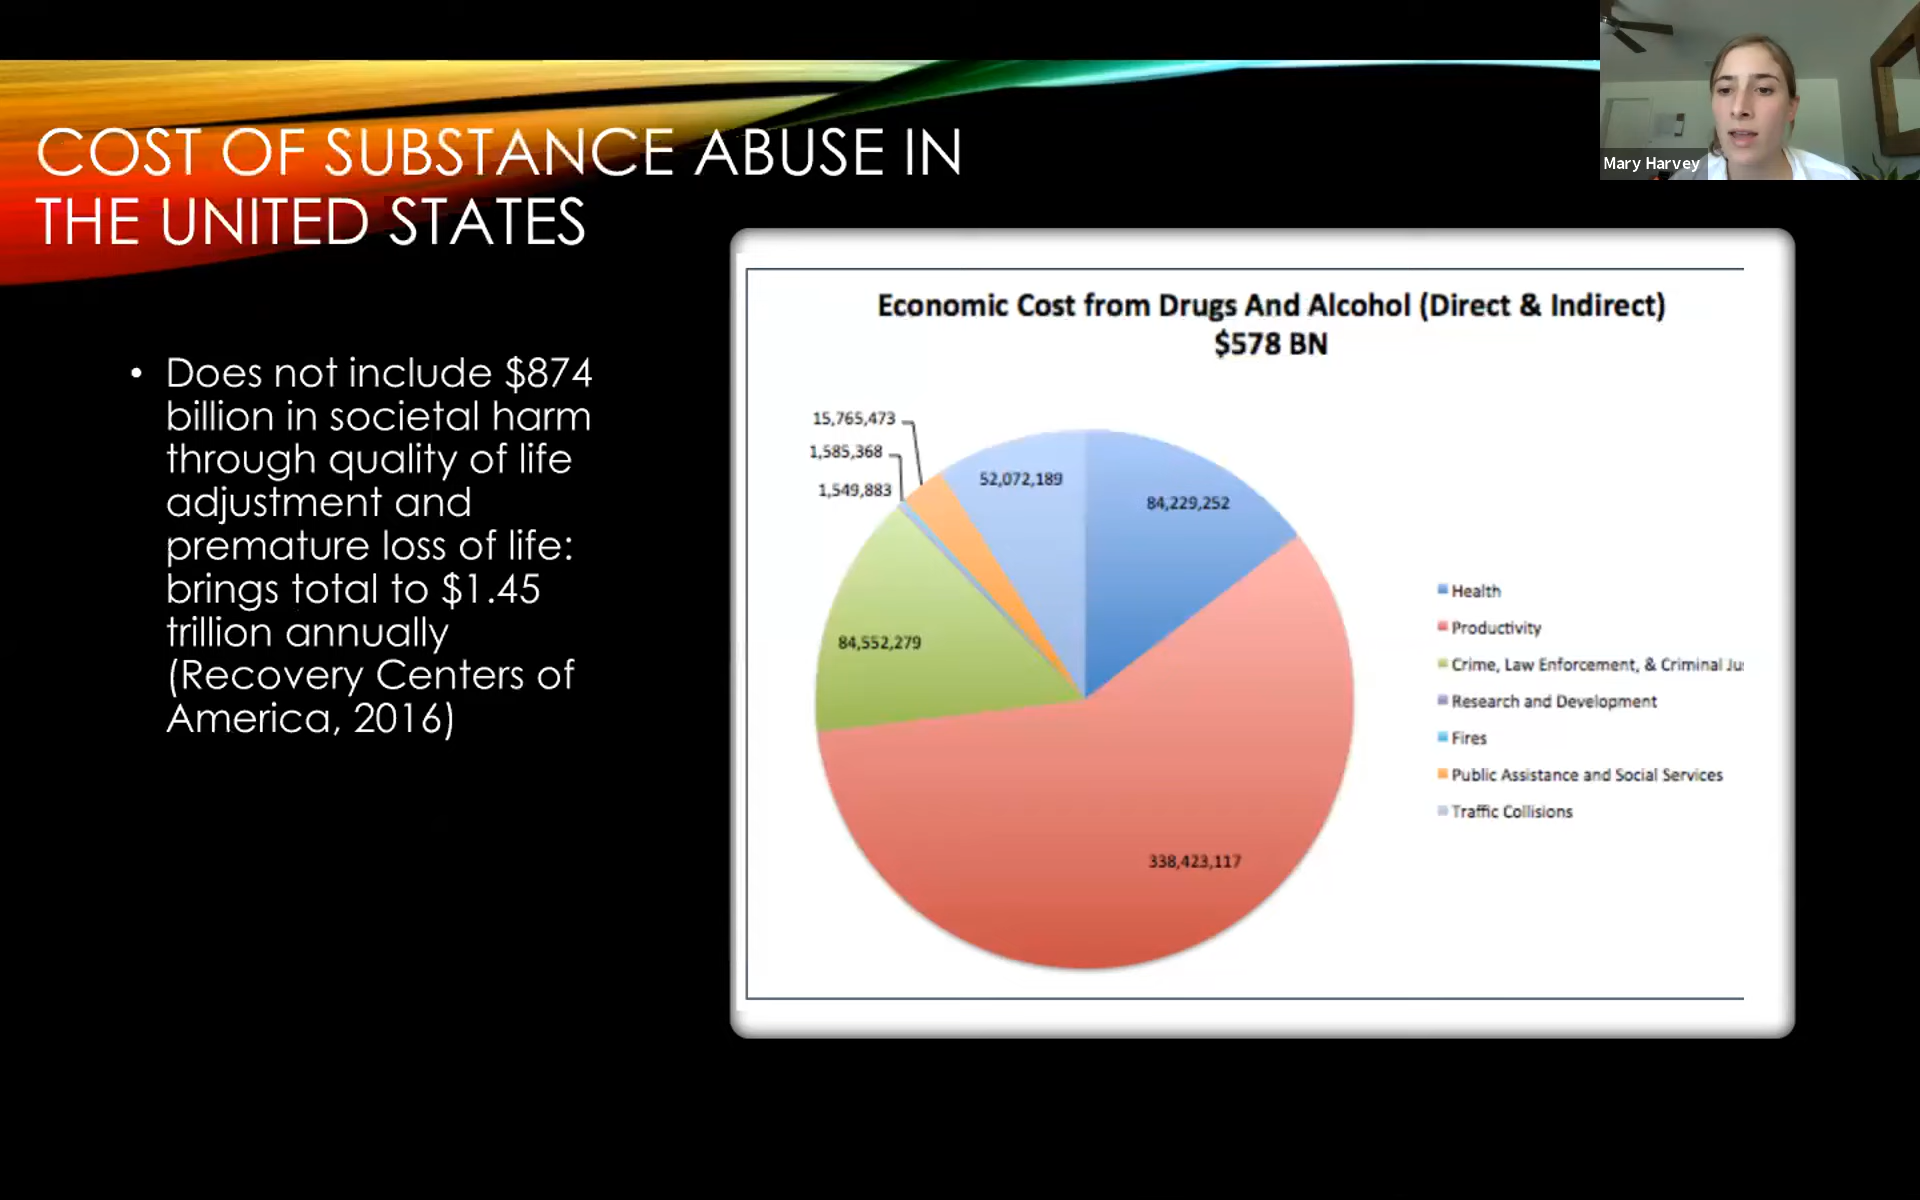 COST OF SUBSTANCE ABUSE IN
THE UNITED STATES
Mary Harvey
• Does not include $874
billion in societal harm
through quality of life
adjustment and
premature loss of life:
brings total to $1.45
trillion annually
(Recovery Centers of
America, 2016)
Economic Cost from Drugs And Alcohol (Direct & Indirect)
$578 BN
15,765,473
1,585,368
1,549,883
52,072,189
84,229,252
84,552,279
338,423,117
Health
Productivity
Crime, Law Enforcement, & Criminal Jus
Research and Development
Fires
Public Assistance and Social Services
Traffic Collisions